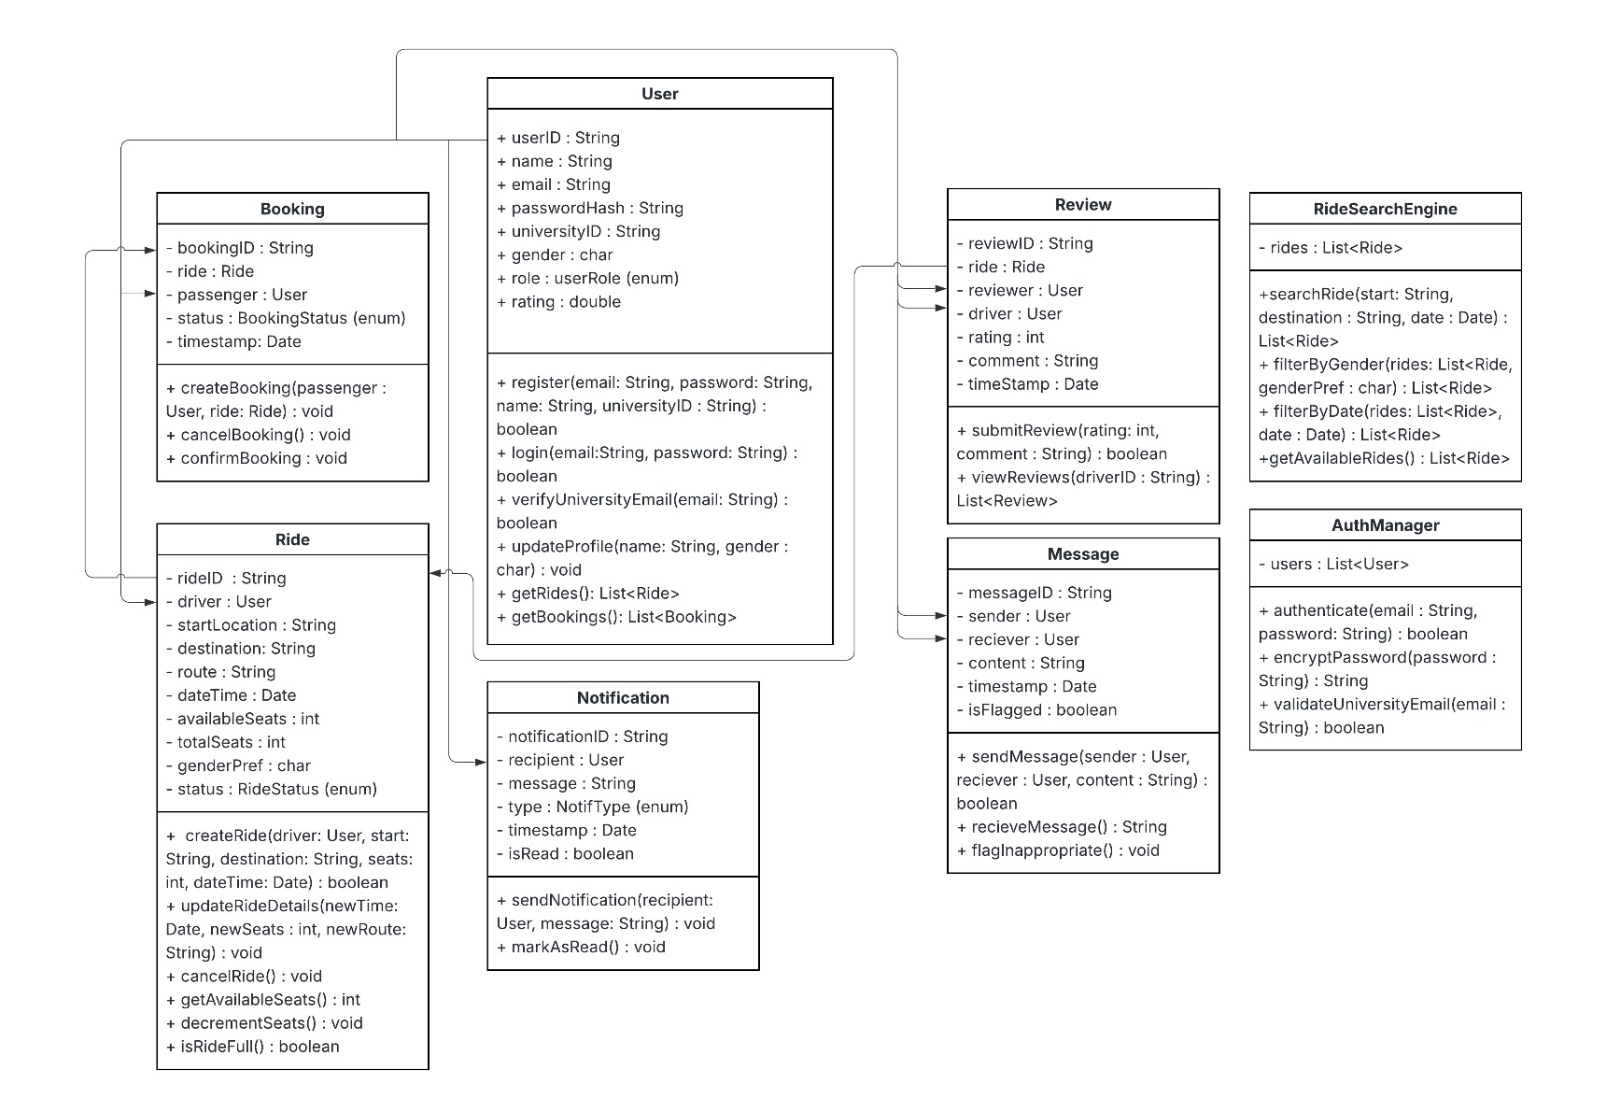 User
+ userID : String
+ name : String
+ email : String
+ passwordHash : String
+ universityID : String
+ gender : char
+ role : userRole (enum)
+ rating : double
+ register(email: String, password: String,
name: String, universityID : String) :
boolean
+ login(email:String, password: String) :
boolean
+ verifyUniversityEmail(email: String) :
boolean
+ updateProfile(name: String, gender :
char) : void
+ getRides(): List<Ride>
+ getBookings(): List<Booking>
Booking
- bookingID : String
- ride : Ride
- passenger : User
- status : BookingStatus (enum)
- timestamp: Date
+ createBooking(passenger :
User, ride: Ride) : void
+ cancelBooking() : void
+ confirmBooking : void
Ride
- rideID : String
- driver : User
- startLocation : String
- destination: String
- route : String
- dateTime : Date
- availableSeats : int
- totalSeats : int
- genderPref : char
- status : RideStatus (enum)
+ createRide(driver: User, start:
String, destination: String, seats:
int, dateTime: Date) : boolean
+ updateRideDetails(newTime:
Date, newSeats : int, newRoute:
String) : void
+ cancelRide() : void
+ getAvailableSeats() : int
+ decrementSeats() : void
+ isRideFull() : boolean
Notification
- notificationID : String
- recipient : User
- message : String
- type : NotifType (enum)
- timestamp : Date
- isRead : boolean
+ sendNotification(recipient:
User, message: String) : void
+ markAsRead() : void
Review
- reviewID : String
- ride : Ride
- reviewer : User
- driver : User
- rating : int
- comment : String
- timeStamp : Date
+ submitReview(rating: int,
comment : String) : boolean
+ viewReviews(driverID : String) :
List<Review>
Message
- messageID : String
- sender : User
- reciever : User
- content : String
- timestamp : Date
- isFlagged : boolean
+ sendMessage(sender : User,
reciever : User, content : String) :
boolean
+ recieveMessage() : String
+ flagInappropriate() : void
RideSearchEngine
- rides : List<Ride>
+searchRide(start: String,
destination : String, date : Date) :
List<Ride>
+ filterByGender(rides: List<Ride,
genderPref : char) : List<Ride>
+ filterByDate(rides: List<Ride>,
date : Date) : List<Ride>
+getAvailableRides() : List<Ride>
AuthManager
- users : List<User>
+ authenticate(email : String,
password: String) : boolean
+ encryptPassword(password :
String) : String
+ validateUniversityEmail(email :
String) : boolean